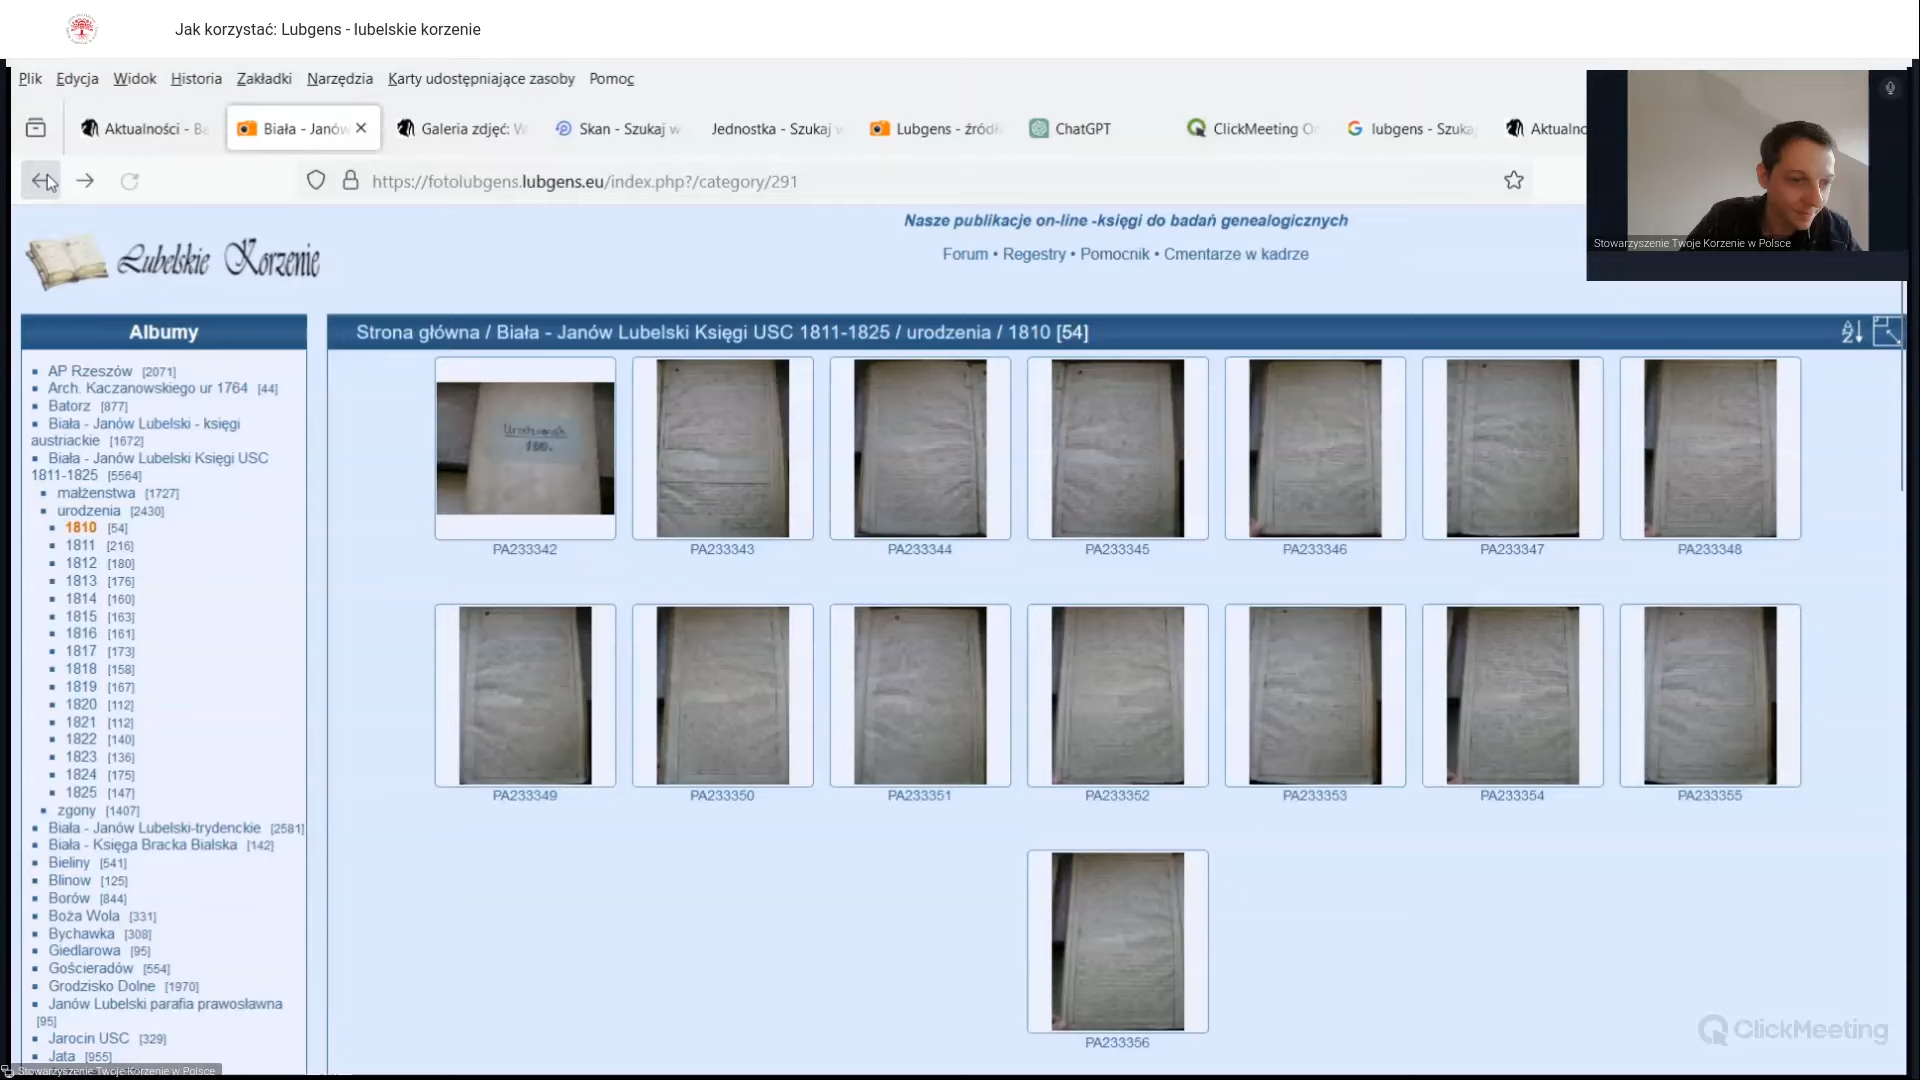 Jak korzystać: Lubgens - lubelskie korzenie
Plik Edycja Widok Historia Zakładki Narzędzia Karty udostępniające zasoby Pomoc
Aktualności - Ba
Biała - Janów
Galeria zdjęć: W
Skan - Szukaj w
Jednostka - Szukaj w
Lubgens - źródł
ChatGPT
ClickMeeting O
lubgens - Szuka
Aktualno
https://fotolubgens.lubgens.eu/index.php?/category/291
Stowarzyszenie Twoje Korzenie w Polsce
Lubelskie Korzenie
Nasze publikacje on-line -księgi do badań genealogicznych
Forum • Regestry • Pomocnik • Cmentarze w kadrze
Albumy
AP Rzeszów [2071]
Arch. Kaczanowskiego ur 1764 [44]
Batorz [877]
Biała - Janów Lubelski - księgi
austriackie [1672]
Biała - Janów Lubelski Księgi USC
1811-1825 [5564]
małżenstwa [1727]
urodzenia [2430]
1810 [54]
1811 [216]
1812 [180]
1813 [176]
1814 [160]
1815 [163]
1816 [161]
1817 [173]
1818 [158]
1819 [167]
1820 [112]
1821 [112]
1822 [140]
1823 [136]
1824 [175]
1825 [147]
zgony [1407]
Biała - Janów Lubelski-trydenckie [2581]
Biała - Księga Bracka Bialska [142]
Bieliny [541]
Blinow [125]
Borów [844]
Boża Wola [331]
Bychawka [308]
Giedlarowa [95]
Gościeradów [554]
Grodzisko Dolne [1970]
Janów Lubelski parafia prawosławna
[95]
Jarocin USC [329]
Jata [955]
Strona główna / Biała - Janów Lubelski Księgi USC 1811-1825 / urodzenia / 1810 [54]
PA233342
PA233343
PA233344
PA233345
PA233346
PA233347
PA233348
PA233349
PA233350
PA233351
PA233352
PA233353
PA233354
PA233355
PA233356
ClickMeeting
Stowarzyszenie Twoje Korzenie w Polsce